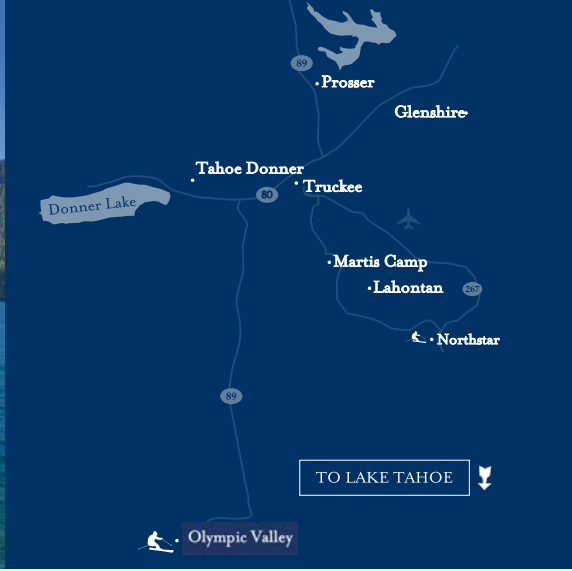 89
Prosser
Glenshire
Tahoe Donner
Truckee
80
Donner Lake
Martis Camp
Lahontan
267
Northstar
89
TO LAKE TAHOE
Olympic Valley